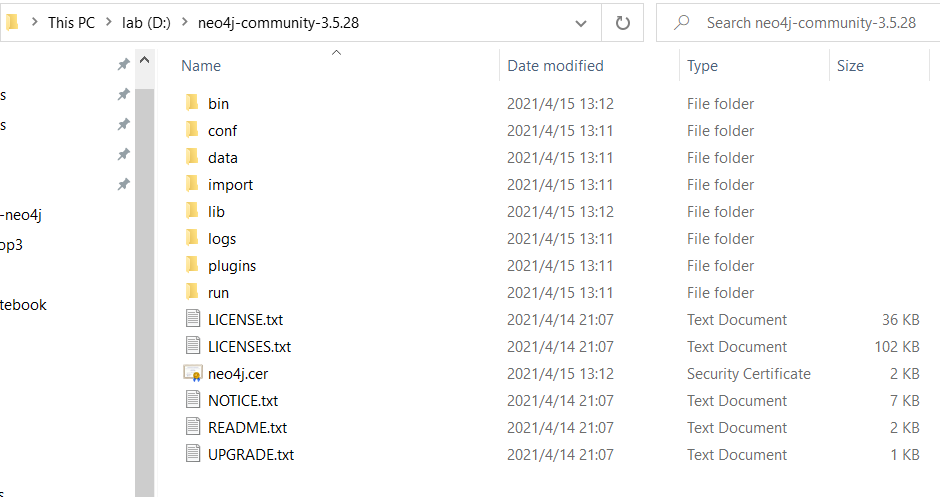 This PC > lab (D:) > neo4j-community-3.5.28
Search neo4j-community-3.5.28
Name Date modified Type Size
s
s
-neo4j
op3
tebook
bin 2021/4/15 13:12 File folder
conf 2021/4/15 13:11 File folder
data 2021/4/15 13:11 File folder
import 2021/4/15 13:11 File folder
lib 2021/4/15 13:12 File folder
logs 2021/4/15 13:11 File folder
plugins 2021/4/15 13:11 File folder
run 2021/4/15 13:11 File folder
LICENSE.txt 2021/4/14 21:07 Text Document 36 KB
LICENSES.txt 2021/4/14 21:07 Text Document 102 KB
neo4j.cer 2021/4/15 13:12 Security Certificate 2 KB
NOTICE.txt 2021/4/14 21:07 Text Document 7 KB
README.txt 2021/4/14 21:07 Text Document 2 KB
UPGRADE.txt 2021/4/14 21:07 Text Document 1 KB